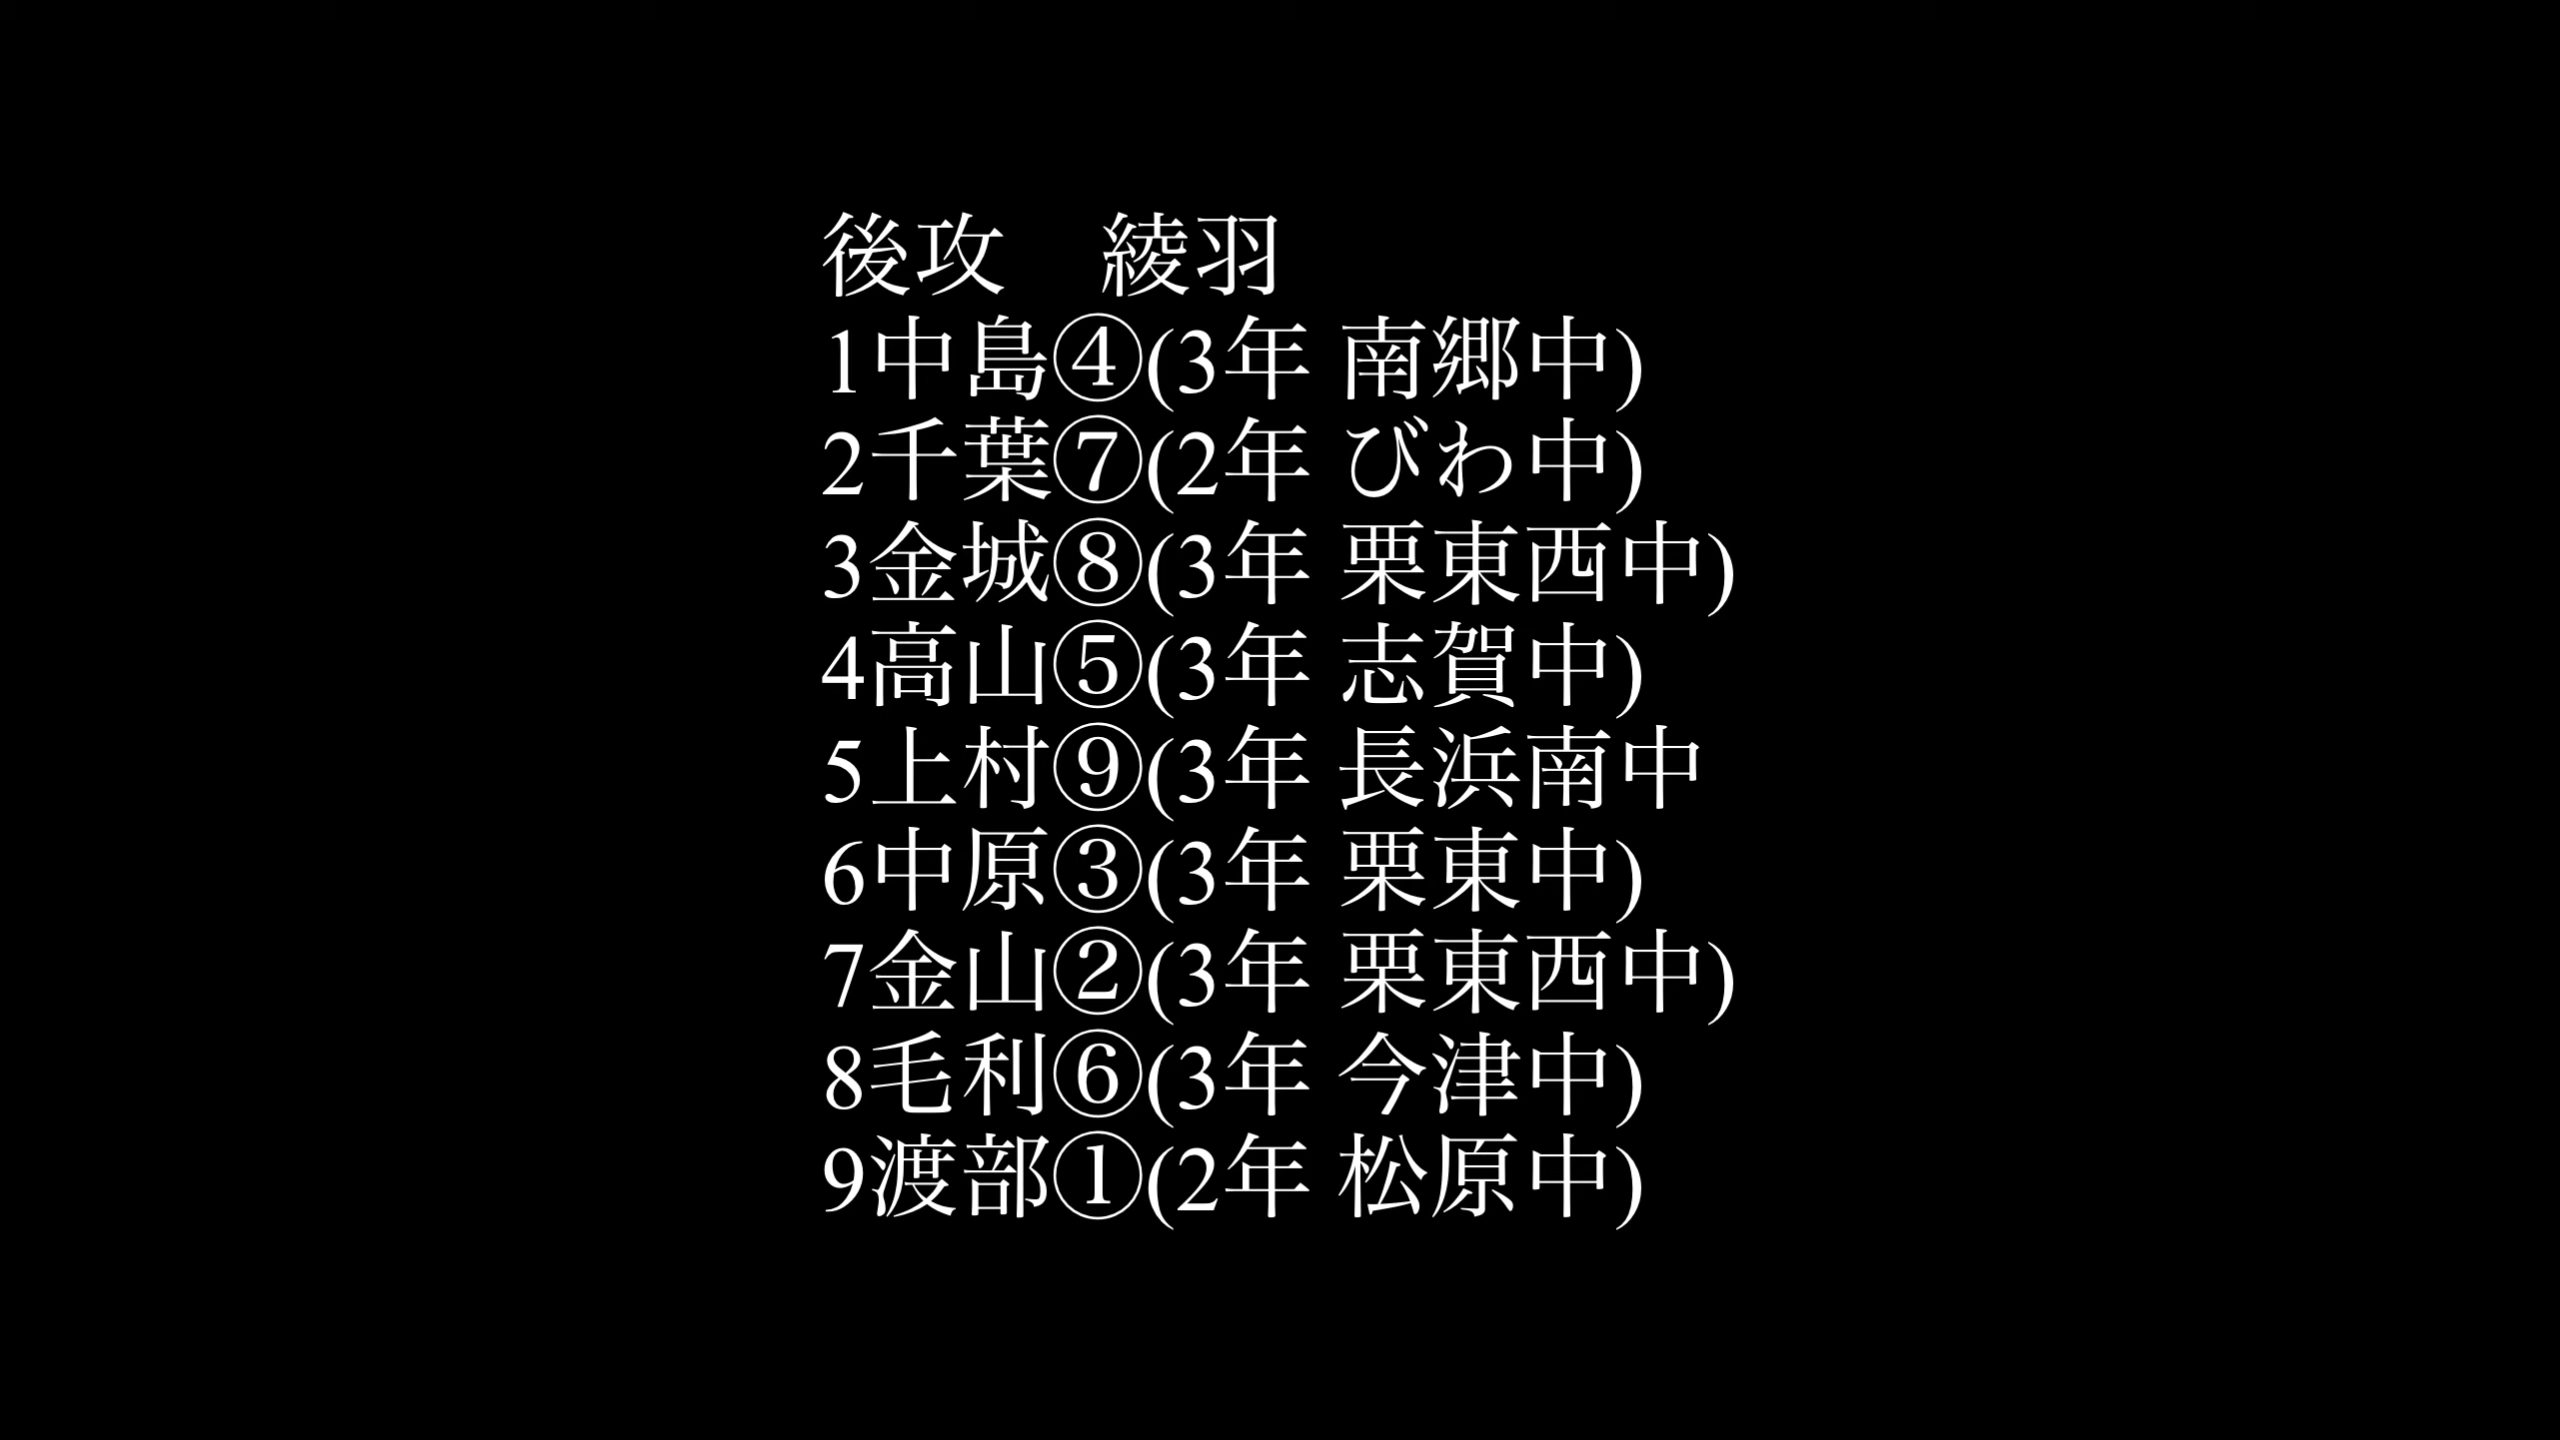 後攻　綾羽
1中島④(3年 南郷中)
2千葉⑦(2年 びわ中)
3金城⑧(3年 栗東西中)
4高山⑤(3年 志賀中)
5上村⑨(3年 長浜南中
6中原③(3年 栗東中)
7金山②(3年 栗東西中)
8毛利⑥(3年 今津中)
9渡部①(2年 松原中)